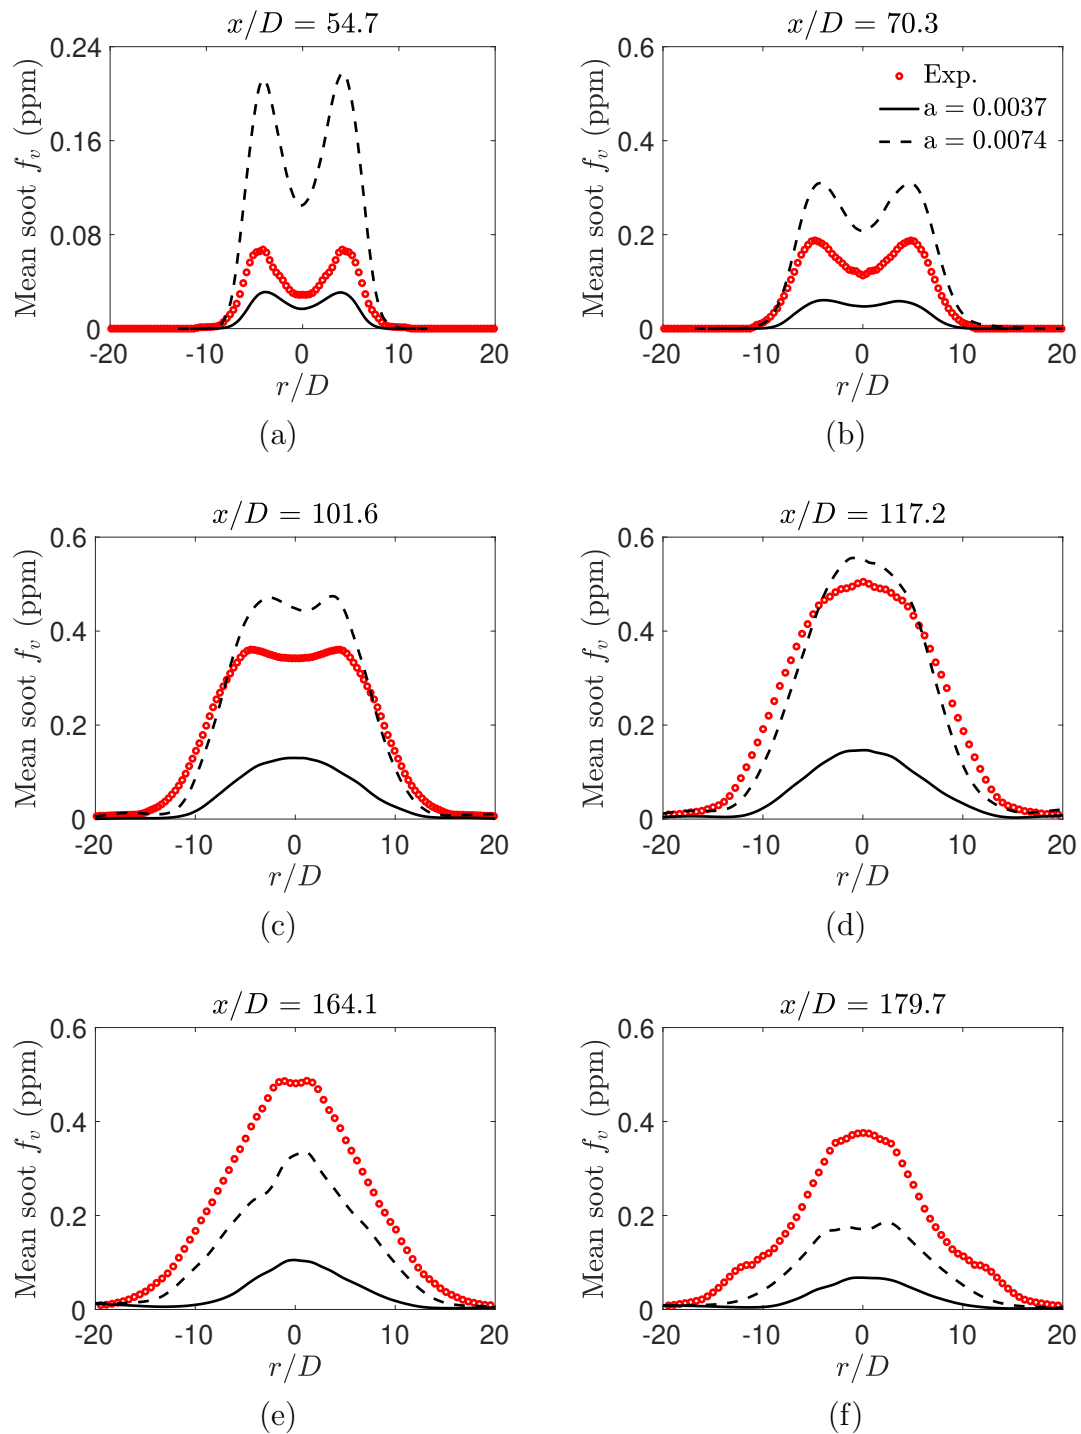 x/D = 54.7
Mean soot f_v (ppm)
0.24
0.16
0.08
0
-20 -10 0 10 20
r/D
(a)
x/D = 70.3
Mean soot f_v (ppm)
0.6
0.4
0.2
0
Exp.
a = 0.0037
a = 0.0074
-20 -10 0 10 20
r/D
(b)
x/D = 101.6
Mean soot f_v (ppm)
0.6
0.4
0.2
0
-20 -10 0 10 20
r/D
(c)
x/D = 117.2
Mean soot f_v (ppm)
0.6
0.4
0.2
0
-20 -10 0 10 20
r/D
(d)
x/D = 164.1
Mean soot f_v (ppm)
0.6
0.4
0.2
0
-20 -10 0 10 20
r/D
(e)
x/D = 179.7
Mean soot f_v (ppm)
0.6
0.4
0.2
0
-20 -10 0 10 20
r/D
(f)